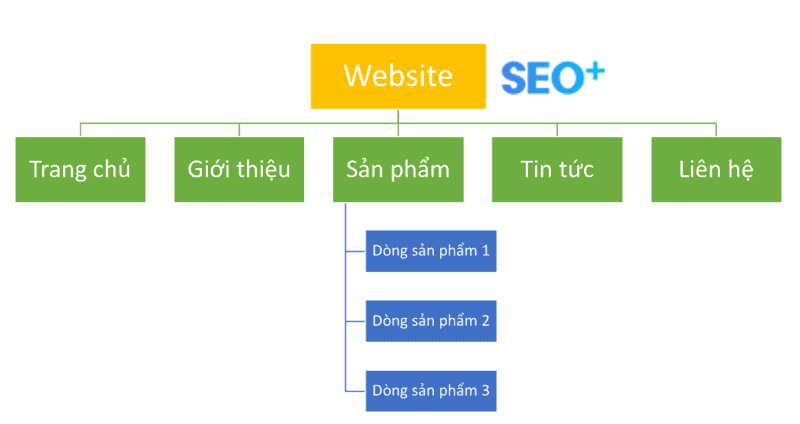 Website
SEO+
Trang chủ
Giới thiệu
Sản phẩm
Tin tức
Liên hệ
Dòng sản phẩm 1
Dòng sản phẩm 2
Dòng sản phẩm 3